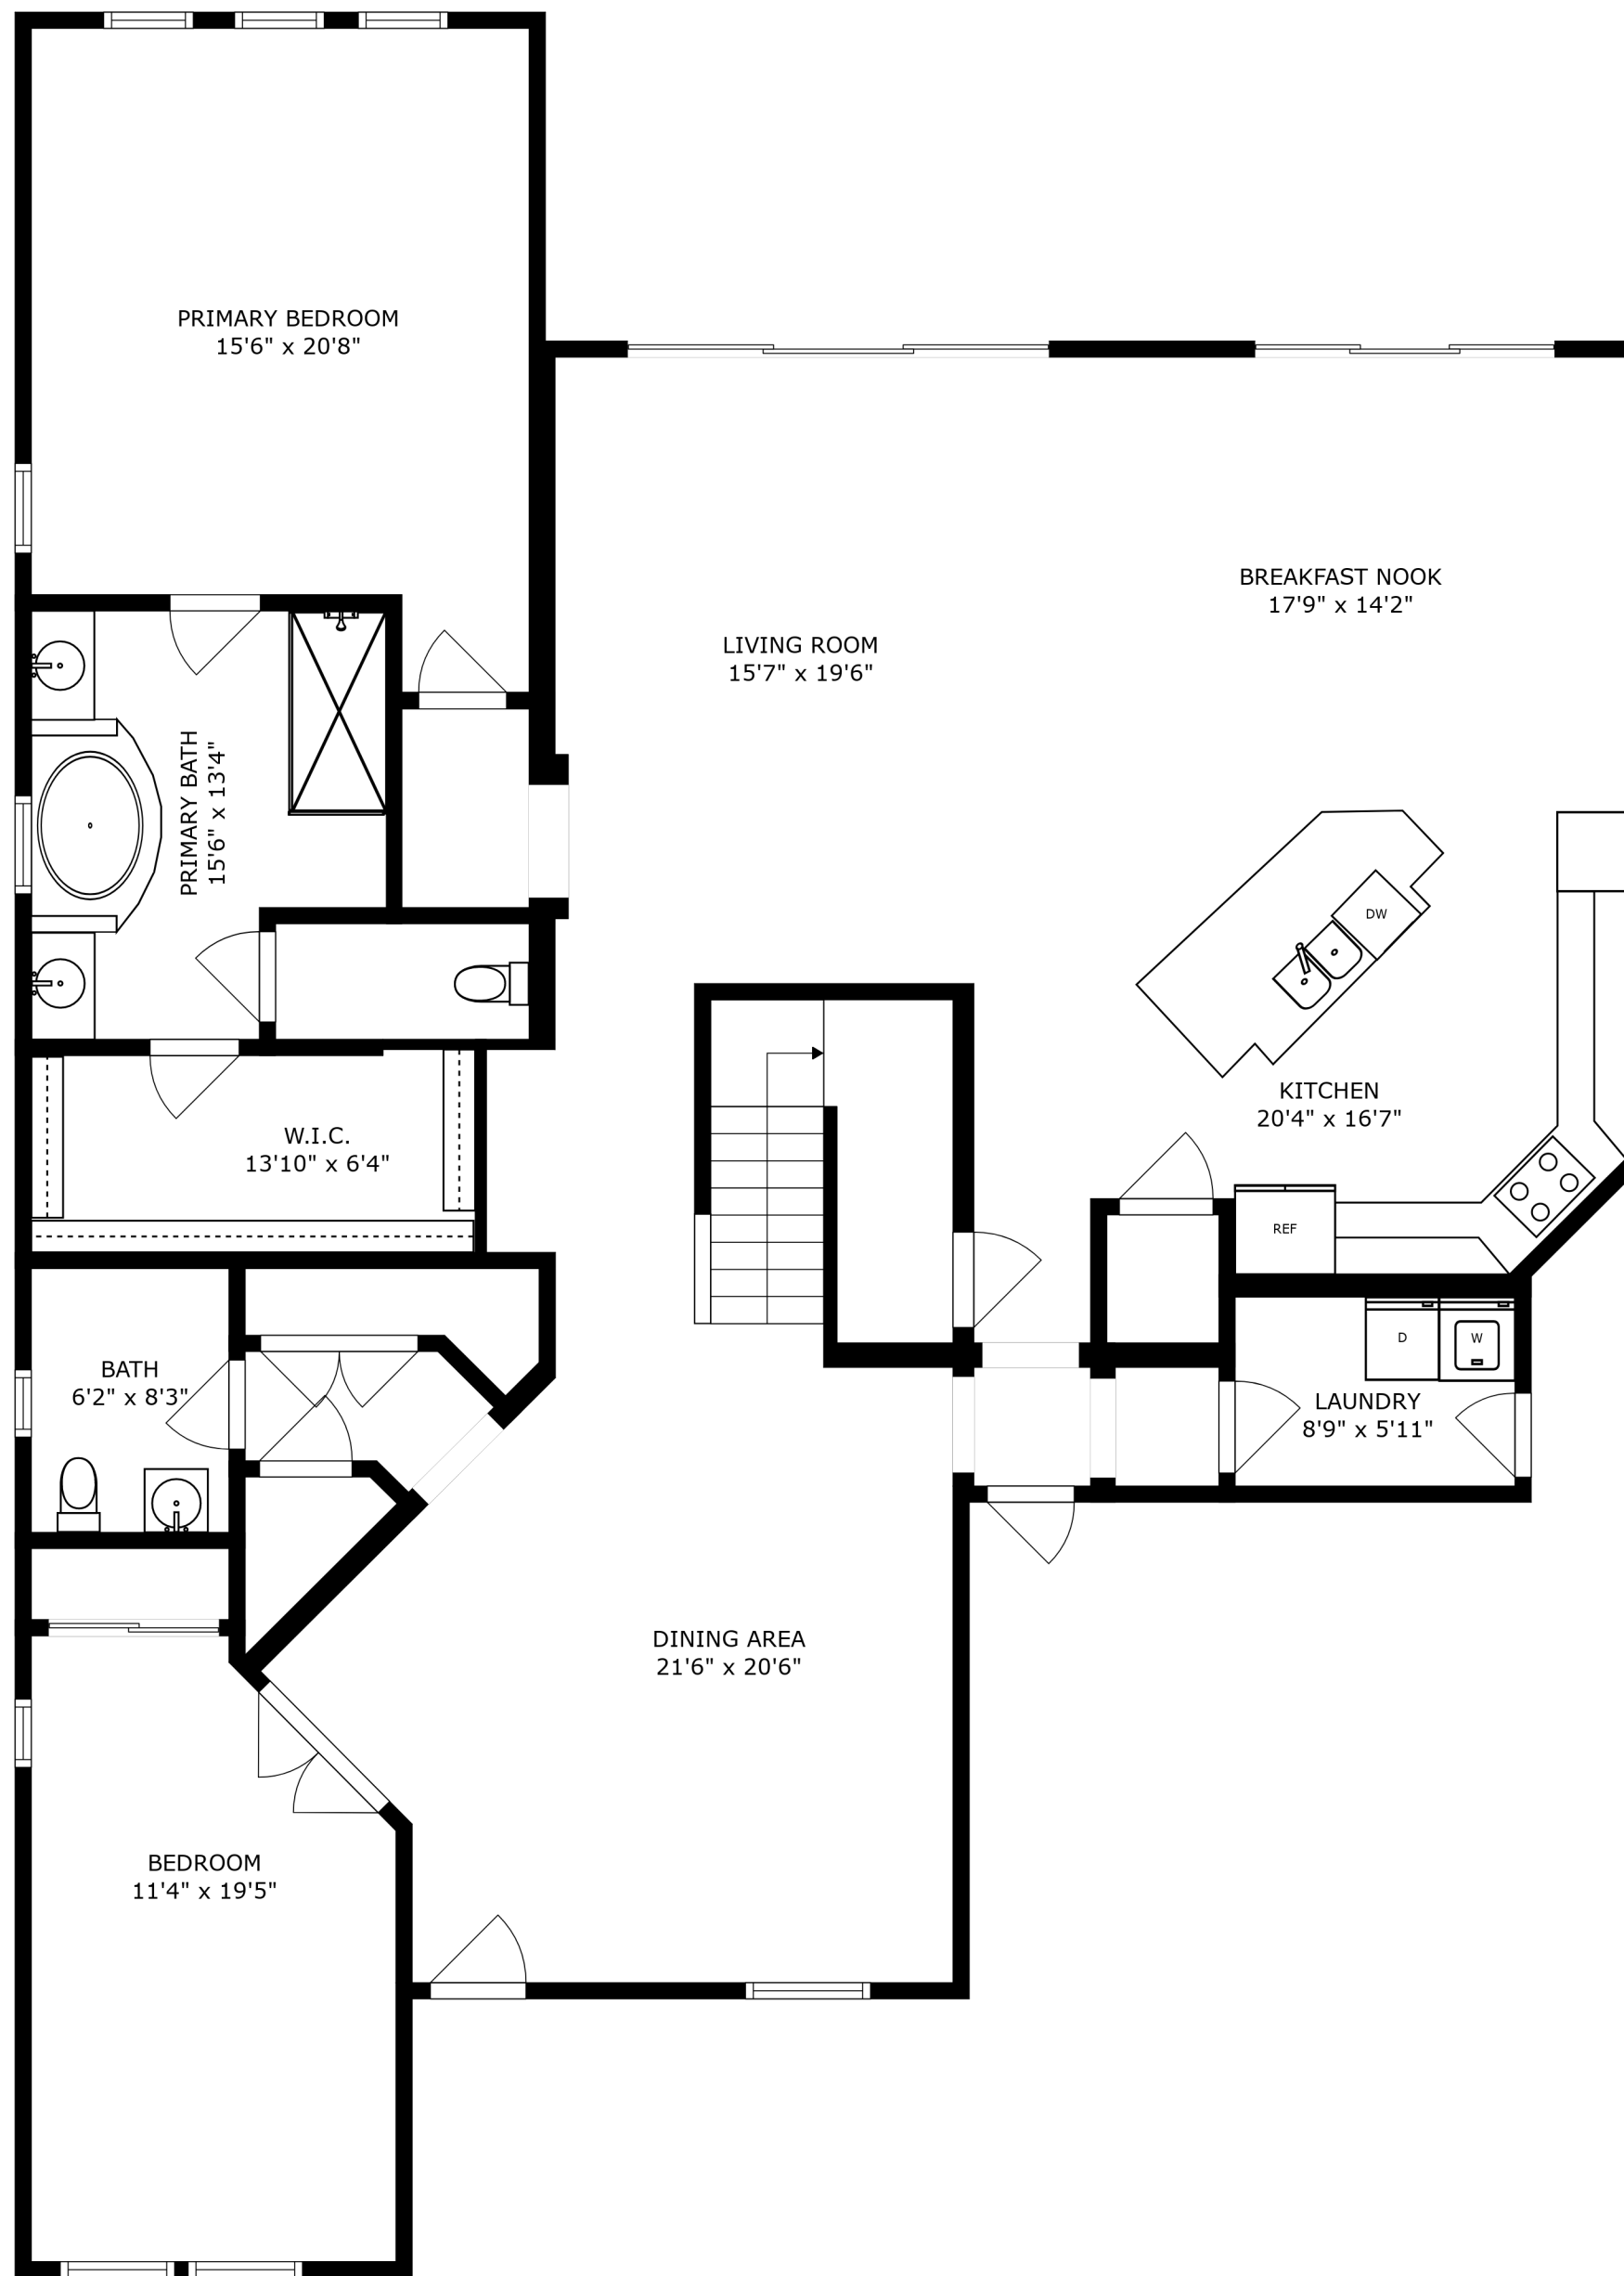 PRIMARY BEDROOM
15'6" x 20'8"
BREAKFAST NOOK
17'9" x 14'2"
LIVING ROOM
15'7" x 19'6"
PRIMARY BATH
15'6" x 13'4"
DW
KITCHEN
20'4" x 16'7"
W.I.C.
13'10" x 6'4"
REF
BATH
6'2" x 8'3"
D
W
LAUNDRY
8'9" x 5'11"
DINING AREA
21'6" x 20'6"
BEDROOM
11'4" x 19'5"